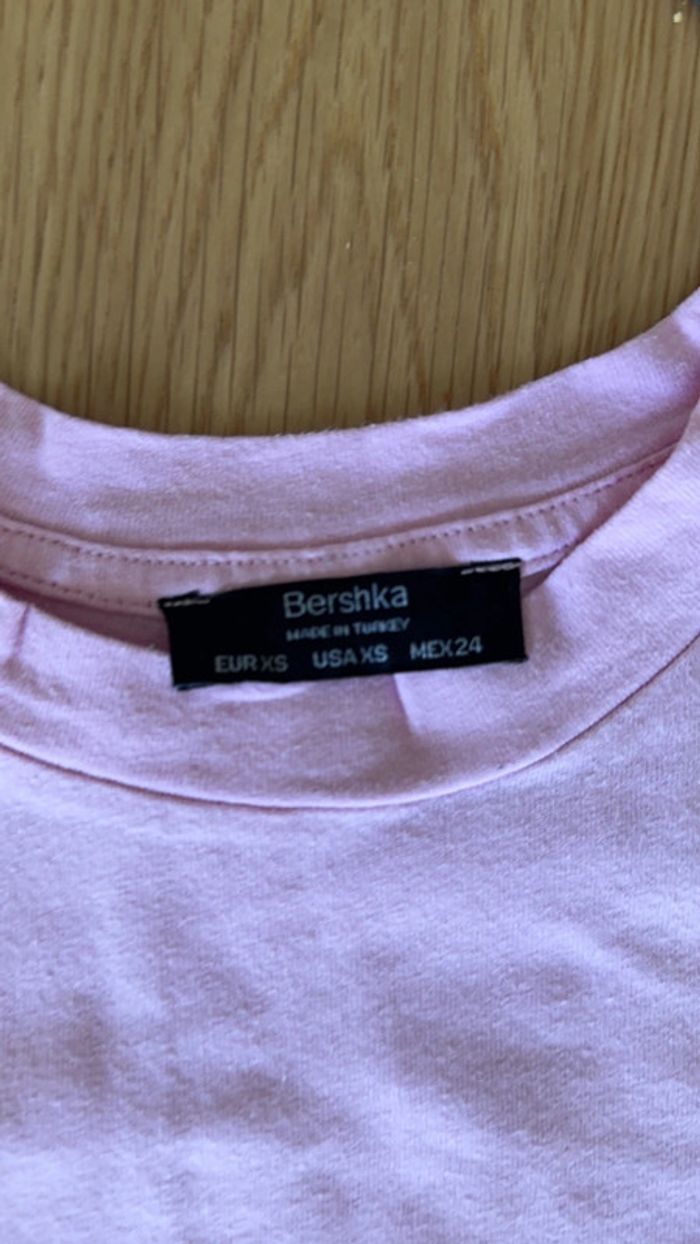 Bershka
MADE IN TURKEY
EUR XS USA XS MEX 24